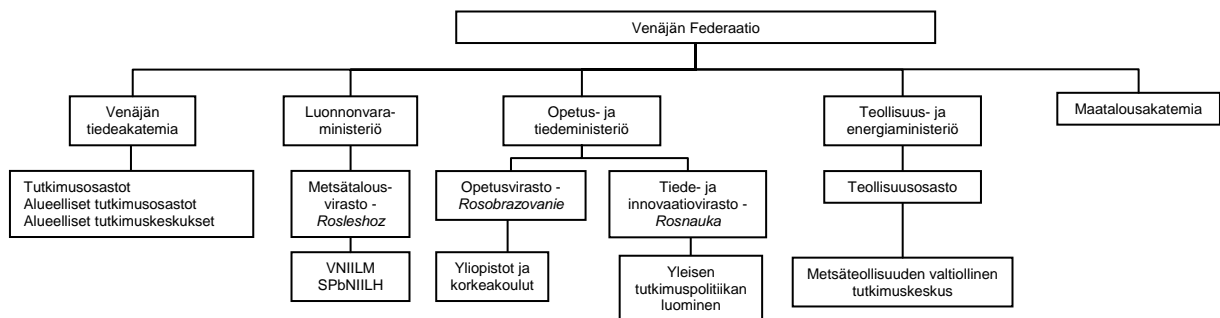 Venäjän Federaatio
Venäjän
tiedeakatemia
Luonnonvara-
ministeriö
Opetus- ja
tiedeministeriö
Teollisuus- ja
energiaministeriö
Maatalousakatemia
Tutkimusosastot
Alueelliset tutkimusosastot
Alueelliset tutkimuskeskukset
Metsätalous-
virasto -
Rosleshoz
Opetusvirasto -
Rosobrazovanie
Tiede- ja
innovaatiovirasto -
Rosnauka
Teollisuusosasto
VNIILM
SPbNIILH
Yliopistot ja
korkeakoulut
Yleisen
tutkimuspolitiikan
luominen
Metsäteollisuuden valtiollinen
tutkimuskeskus